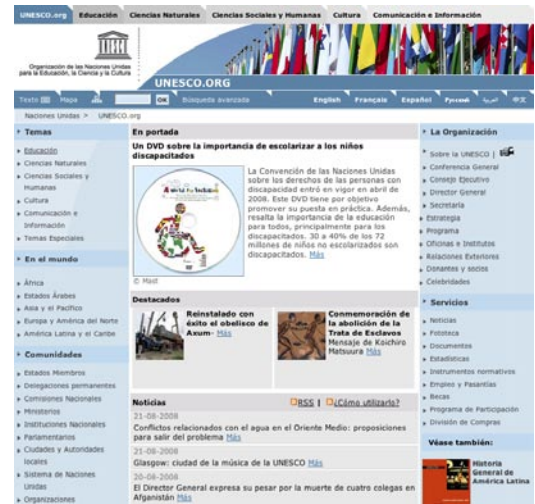 UNESCO.org Educación Ciencias Naturales Ciencias Sociales y Humanas Cultura Comunicación e Información
Organización de las Naciones Unidas
para la Educación, la Ciencia y la Cultura
UNESCO.ORG
Texto Mapa OK Búsqueda avanzada English Français Español Русский العربية 中文
Naciones Unidas > UNESCO.org
Temas
Educación
Ciencias Naturales
Ciencias Sociales y
Humanas
Cultura
Comunicación e
Información
Temas Especiales
En el mundo
África
Estados Árabes
Asia y el Pacífico
Europa y América del Norte
América Latina y el Caribe
Comunidades
Estados Miembros
Delegaciones permanentes
Comisiones Nacionales
Ministerios
Instituciones Nacionales
Parlamentarios
Ciudades y Autoridades
locales
Sistema de Naciones
Unidas
Organizaciones
En portada
Un DVD sobre la importancia de escolarizar a los niños
discapacitados
La Convención de las Naciones Unidas
sobre los derechos de las personas con
discapacidad entró en vigor en abril de
2008. Este DVD tiene por objetivo
promover su puesta en práctica. Además,
resalta la importancia de la educación
para todos, principalmente para los
discapacitados. 30 a 40% de los 72
millones de niños no escolarizados son
discapacitados. Más
© Mást
Destacados
Reinstalado con
éxito el obelisco de
Axum- Más
Conmemoración de
la abolición de la
Trata de Esclavos
Mensaje de Koichiro
Matsuura Más
Noticias RSS | ¿Cómo utilizarlo?
21-08-2008
Conflictos relacionados con el agua en el Oriente Medio: proposiciones
para salir del problema Más
21-08-2008
Glasgow: ciudad de la música de la UNESCO Más
20-08-2008
El Director General expresa su pesar por la muerte de cuatro colegas en
Afganistán Más
La Organización
Sobre la UNESCO |
Conferencia General
Consejo Ejecutivo
Director General
Secretaría
Estrategia
Programa
Oficinas e Institutos
Relaciones Exteriores
Donantes y socios
Celebridades
Servicios
Noticias
Fototeca
Documentos
Estadísticas
Instrumentos normativos
Empleo y Pasantías
Becas
Programa de Participación
División de Compras
Véase también:
Historia
General de
América Latina